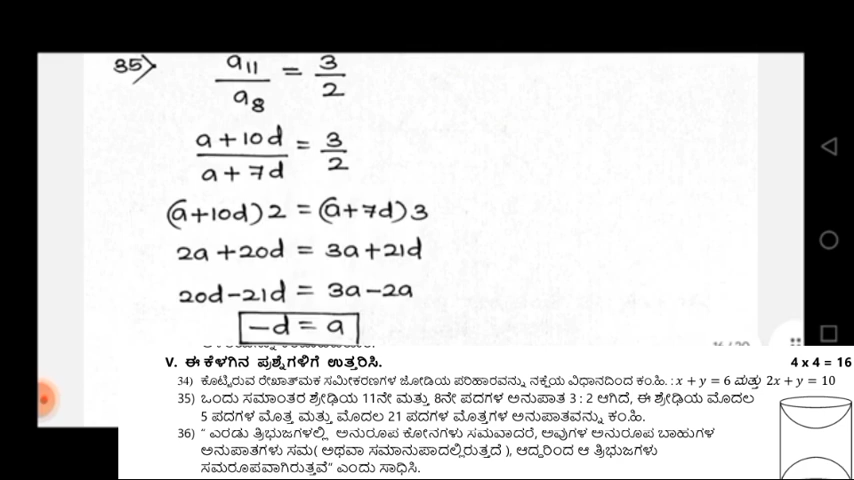 35>
a11/a8 = 3/2
a+10d/a+7d = 3/2
(a+10d)2 = (a+7d)3
2a+20d = 3a+21d
20d-21d = 3a-2a
-d = a
V. ಈ ಕೆಳಗಿನ ಪ್ರಶ್ನೆಗಳಿಗೆ ಉತ್ತರಿಸಿ. 4 x 4 = 16
34) ಕೊಟ್ಟಿರುವ ರೇಖಾತ್ಮಕ ಸಮೀಕರಣಗಳ ಜೋಡಿಯ ಪರಿಹಾರವನ್ನು ನಕ್ಷೆಯ ವಿಧಾನದಿಂದ ಕಂ.ಹಿ. : x + y = 6 ಮತ್ತು 2x + y = 10
35) ಒಂದು ಸಮಾಂತರ ಶ್ರೇಢಿಯ 11ನೇ ಮತ್ತು 8ನೇ ಪದಗಳ ಅನುಪಾತ 3 : 2 ಆಗಿದೆ, ಈ ಶ್ರೇಢಿಯ ಮೊದಲ
5 ಪದಗಳ ಮೊತ್ತ ಮತ್ತು ಮೊದಲ 21 ಪದಗಳ ಮೊತ್ತಗಳ ಅನುಪಾತವನ್ನು ಕಂ.ಹಿ.
36) “ ಎರಡು ತ್ರಿಭುಜಗಳಲ್ಲಿ ಅನುರೂಪ ಕೋನಗಳು ಸಮವಾದರೆ, ಅವುಗಳ ಅನುರೂಪ ಬಾಹುಗಳ
ಅನುಪಾತಗಳು ಸಮ( ಅಥವಾ ಸಮಾನುಪಾದಲ್ಲಿರುತ್ತದೆ ), ಆದ್ದರಿಂದ ಆ ತ್ರಿಭುಜಗಳು
ಸಮರೂಪವಾಗಿರುತ್ತವೆ” ಎಂದು ಸಾಧಿಸಿ.